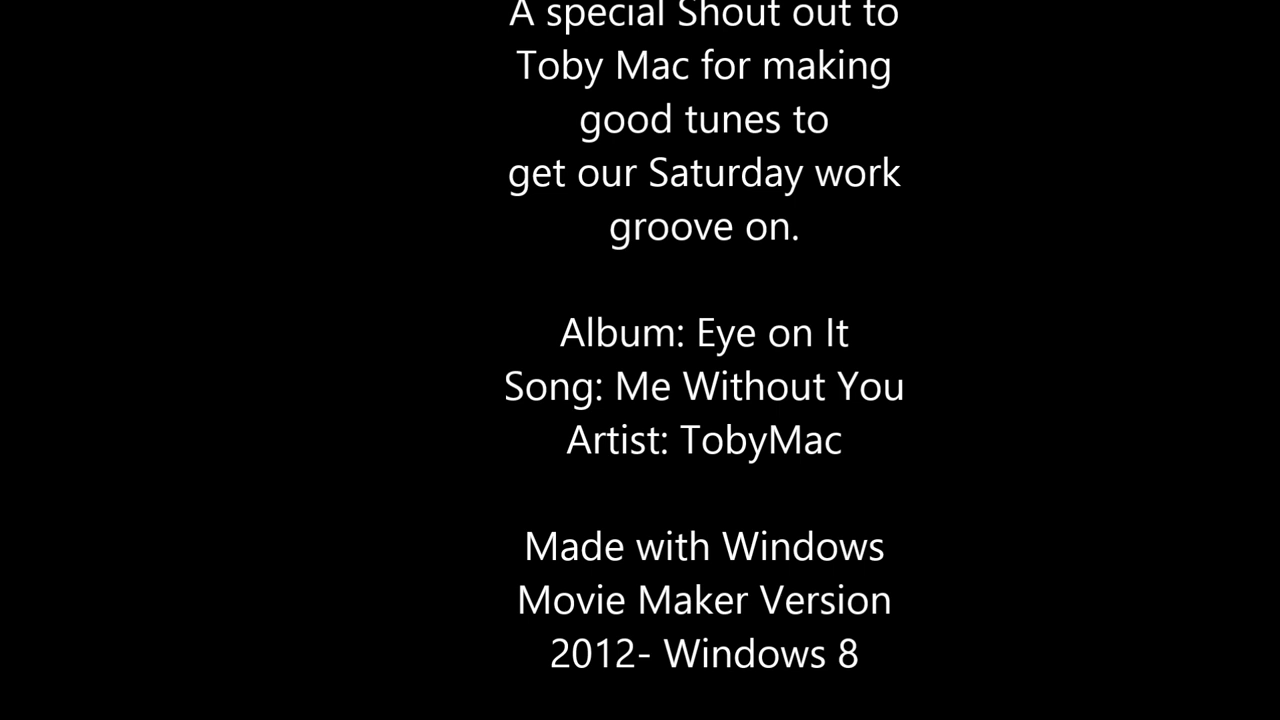 A special Shout out to
Toby Mac for making
good tunes to
get our Saturday work
groove on.
Album: Eye on It
Song: Me Without You
Artist: TobyMac
Made with Windows
Movie Maker Version
2012- Windows 8